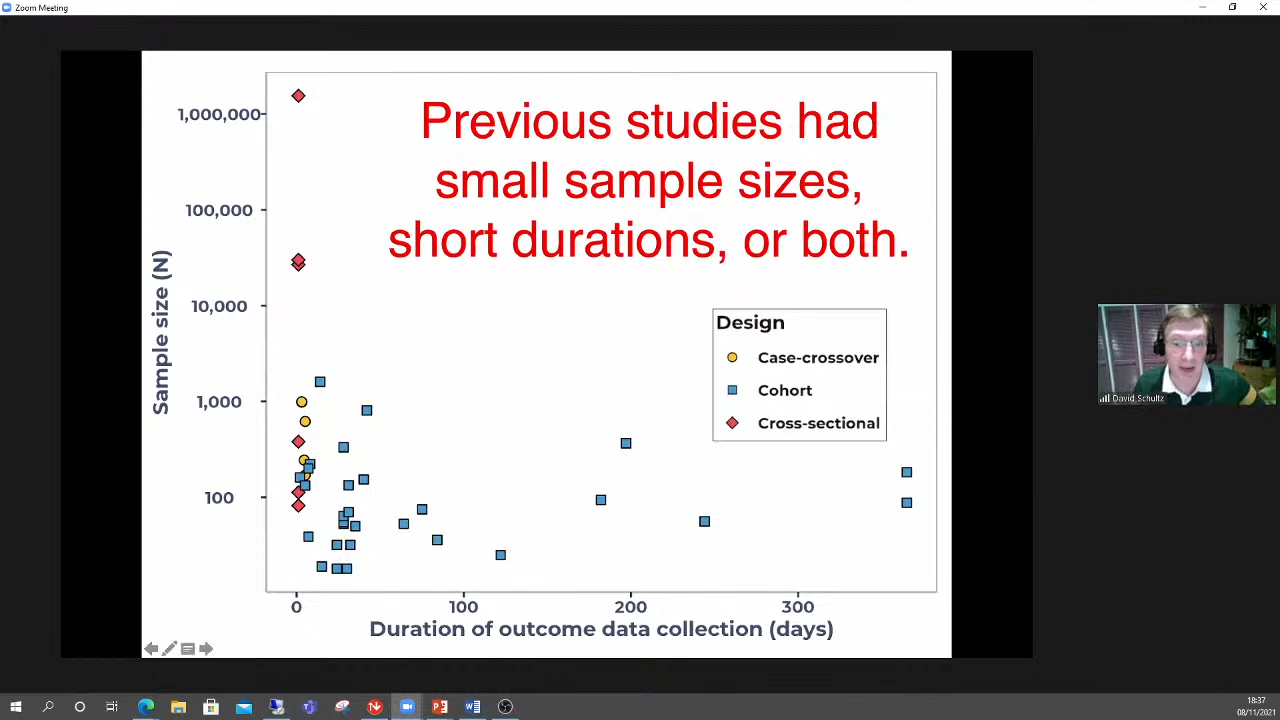 Zoom Meeting
Previous studies had
small sample sizes,
short durations, or both.
Sample size (N)
1,000,000
100,000
10,000
1,000
100
Design
Case-crossover
Cohort
Cross-sectional
0
100
200
300
Duration of outcome data collection (days)
David Schultz
18:37
08/11/2021